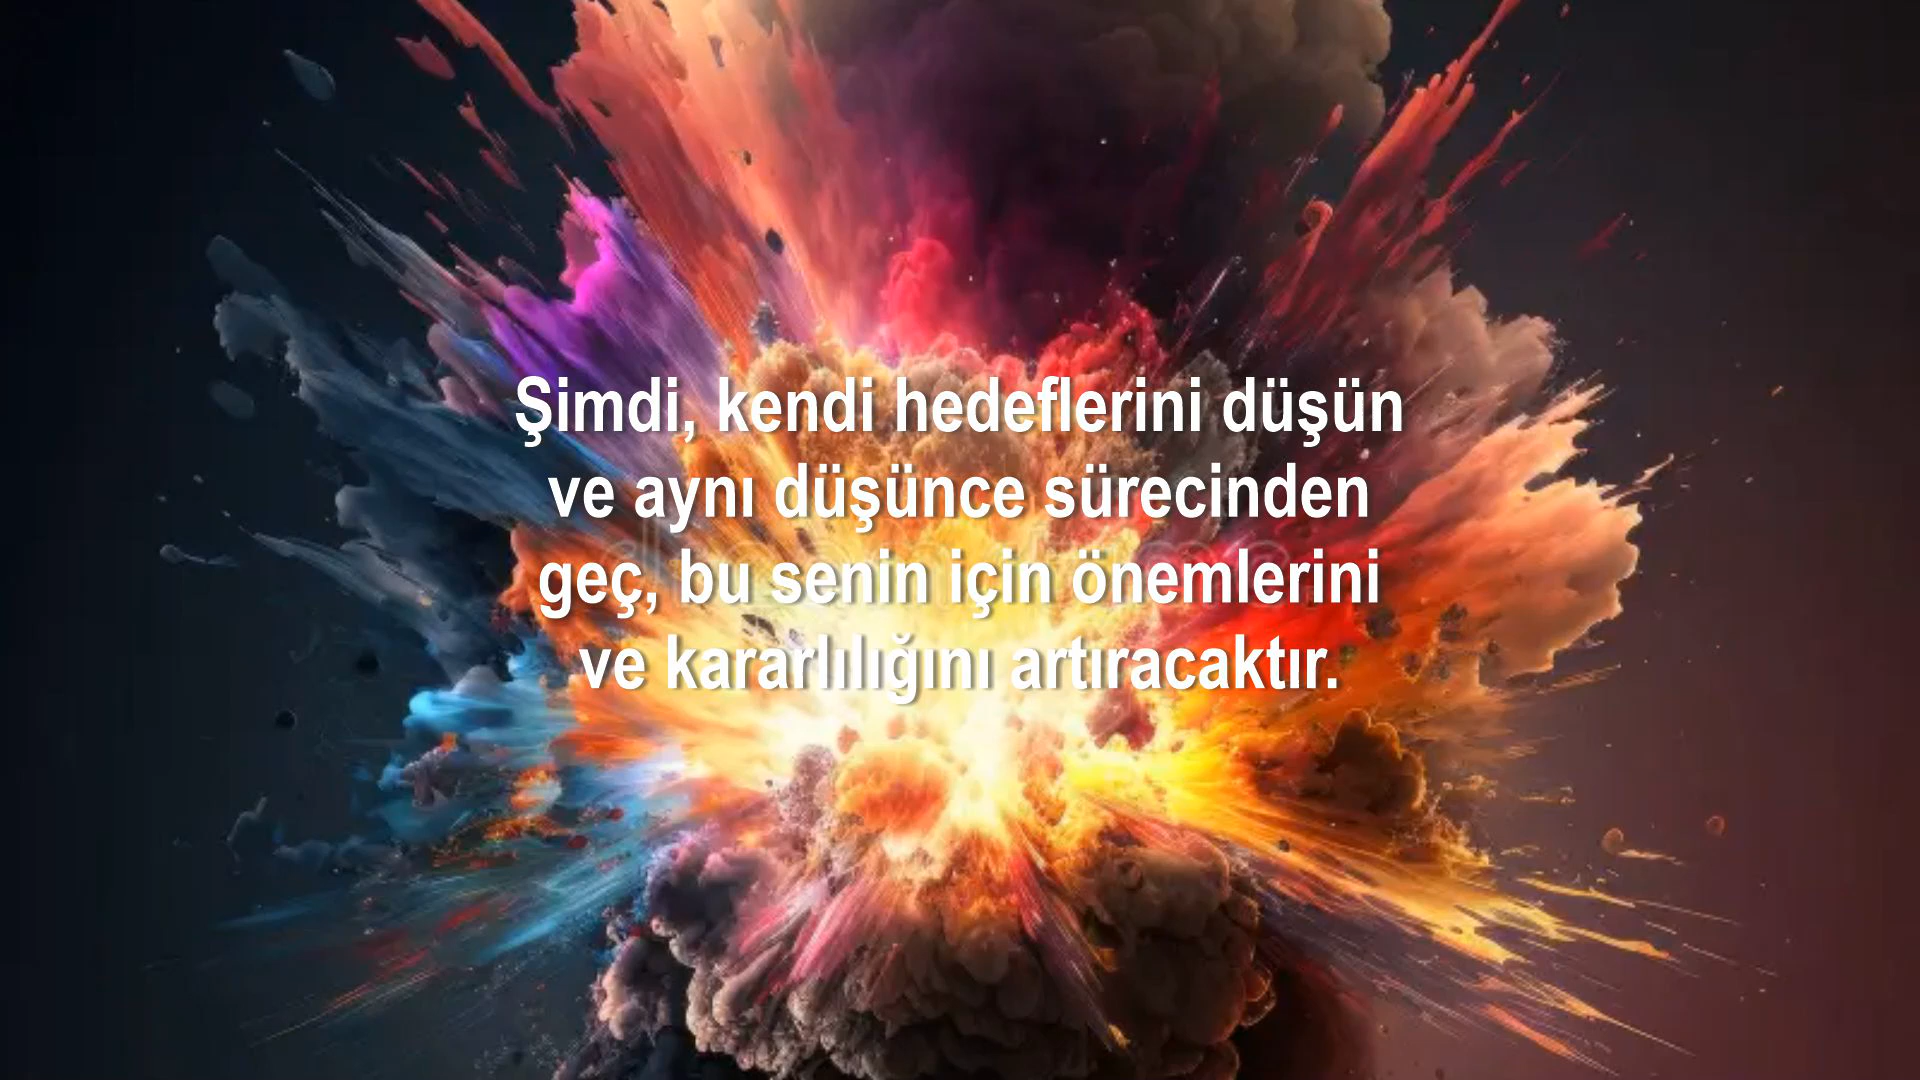 Şimdi, kendi hedeflerini düşün
ve aynı düşünce sürecinden
geç, bu senin için önemlerini
ve kararlılığını artıracaktır.